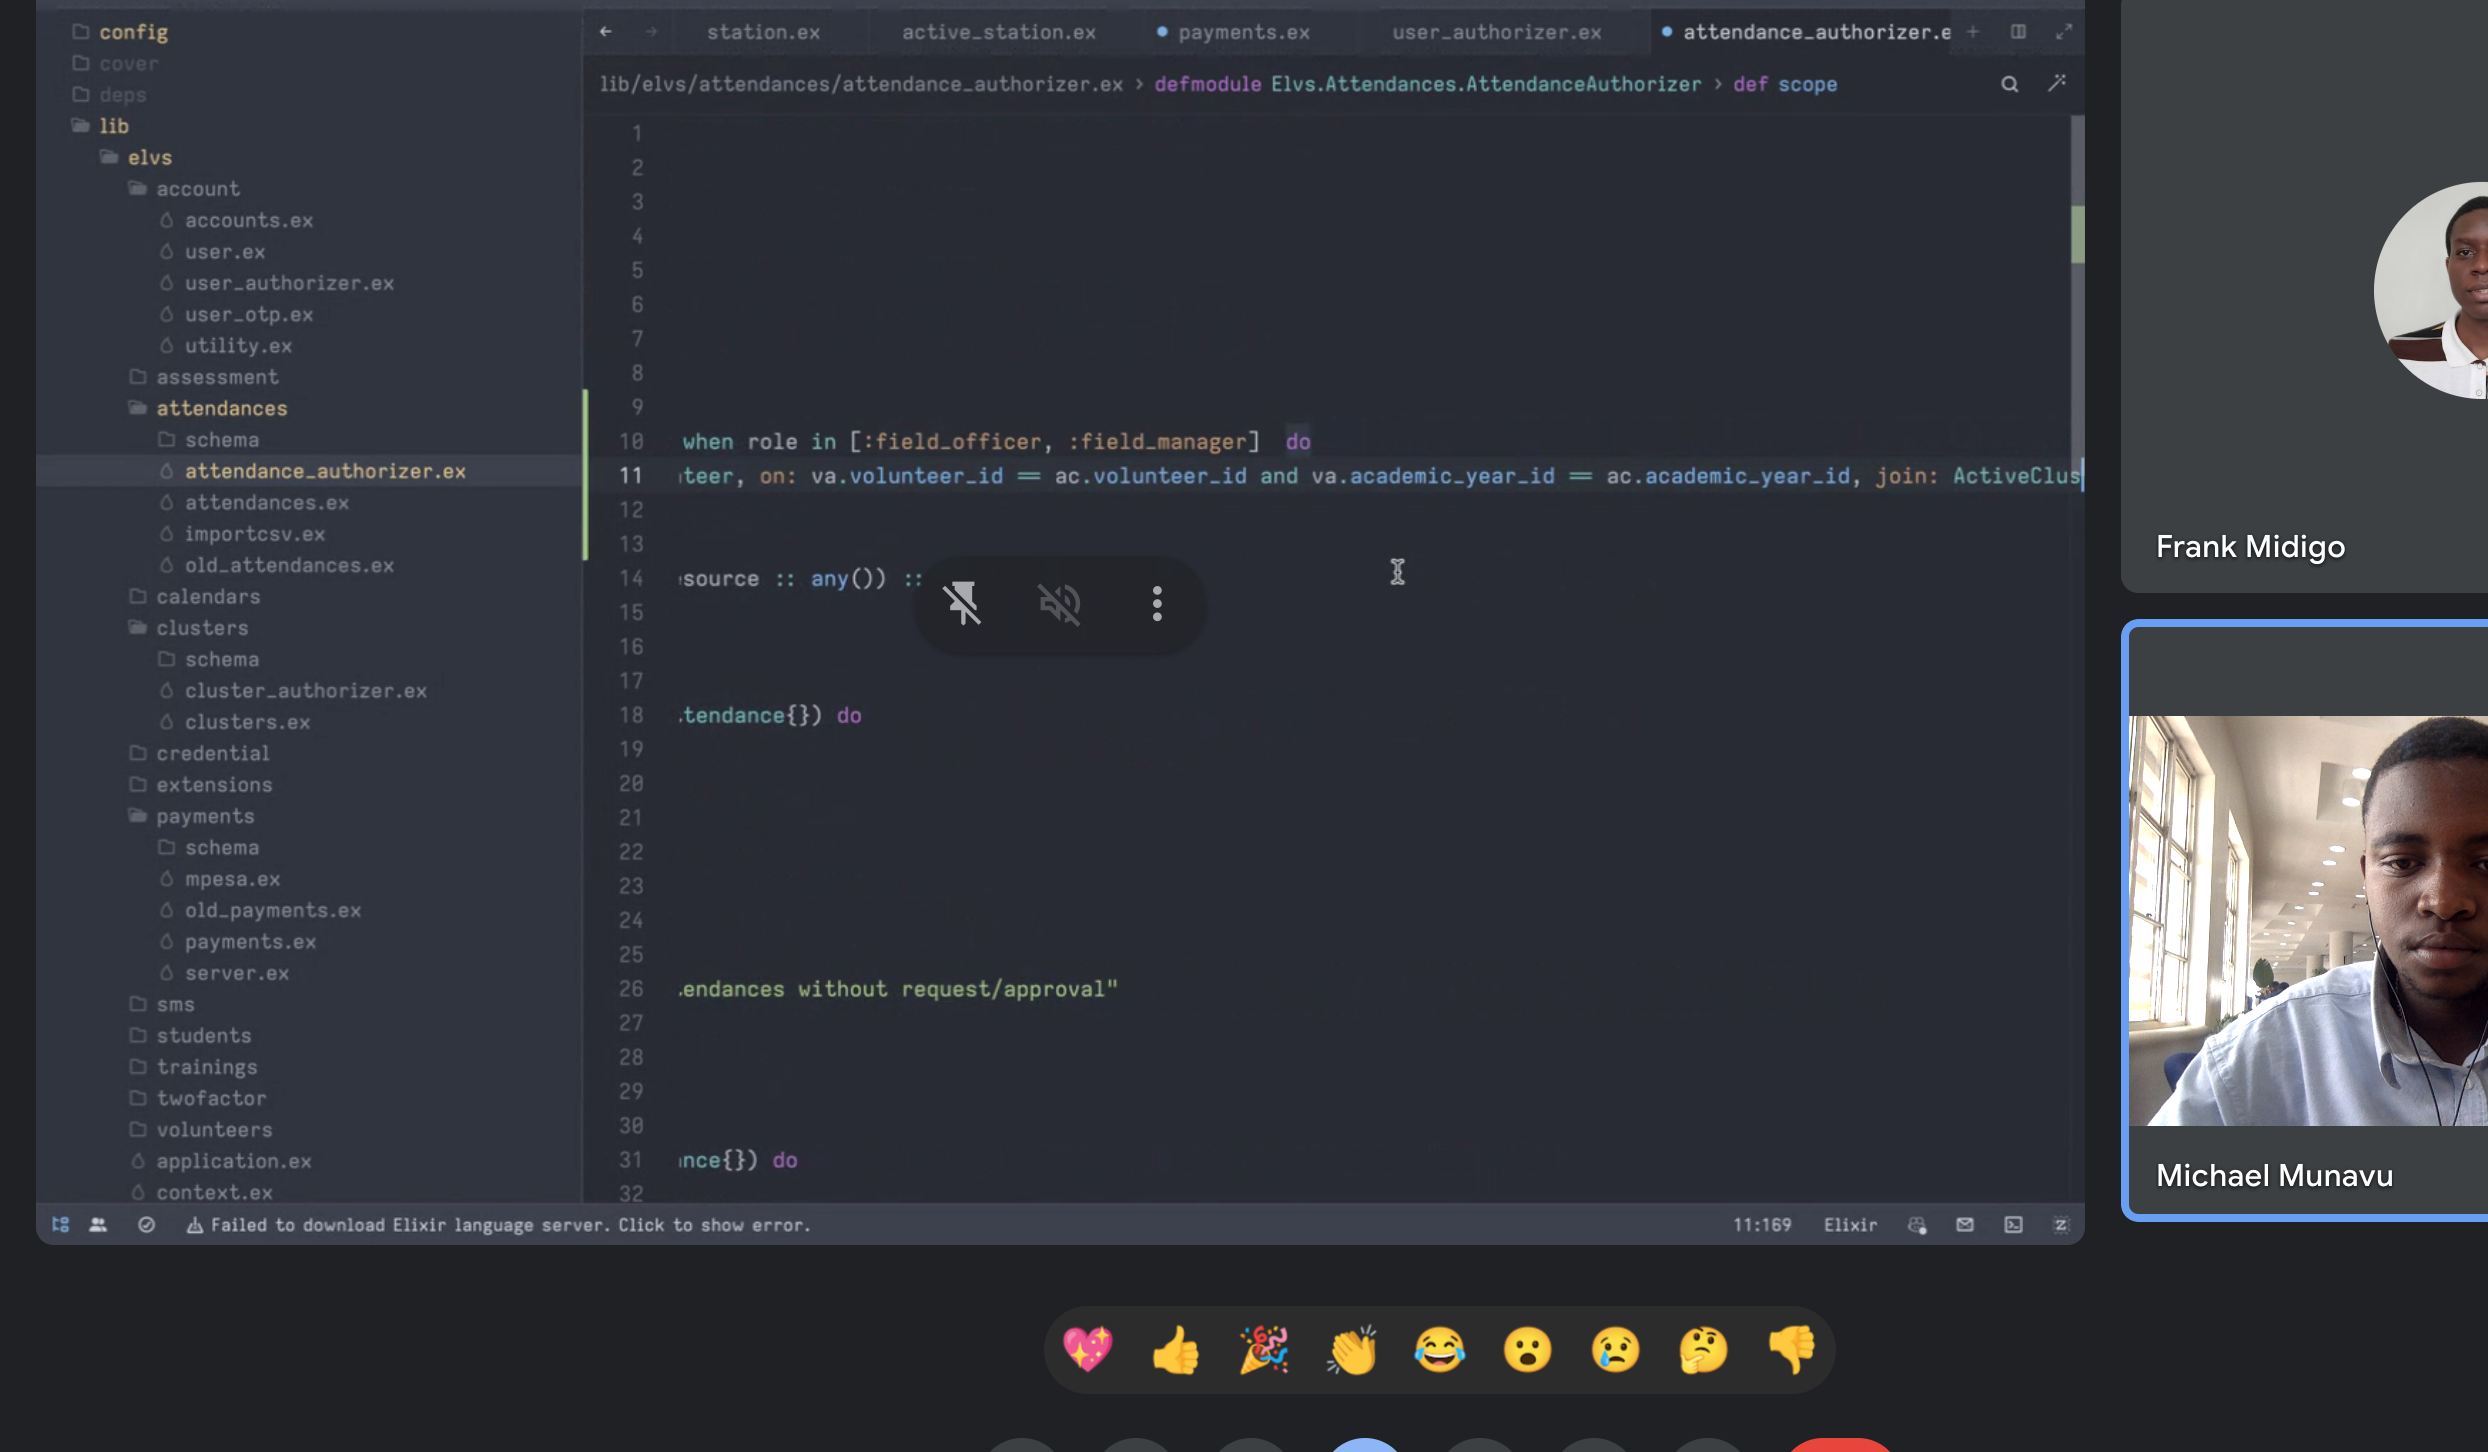 config
cover
deps
lib
elvs
account
accounts.ex
user.ex
user_authorizer.ex
user_otp.ex
utility.ex
assessment
attendances
schema
attendance_authorizer.ex
attendances.ex
importcsv.ex
old_attendances.ex
calendars
clusters
schema
cluster_authorizer.ex
clusters.ex
credential
extensions
payments
schema
mpesa.ex
old_payments.ex
payments.ex
server.ex
sms
students
trainings
twofactor
volunteers
application.ex
context.ex
station.ex active_station.ex payments.ex user_authorizer.ex attendance_authorizer.e
lib/elvs/attendances/attendance_authorizer.ex › defmodule Elvs.Attendances.AttendanceAuthorizer › def scope
1
2
3
4
5
6
7
8
9
10 when role in [:field_officer, :field_manager] do
11 teer, on: va.volunteer_id == ac.volunteer_id and va.academic_year_id == ac.academic_year_id, join: ActiveClus
12
13
14 source :: any()) ::
15
16
17
18 tendance{}) do
19
20
21
22
23
24
25
26 endances without request/approval"
27
28
29
30
31 nce{}) do
32
Failed to download Elixir language server. Click to show error. 11:169 Elixir
Frank Midigo
Michael Munavu